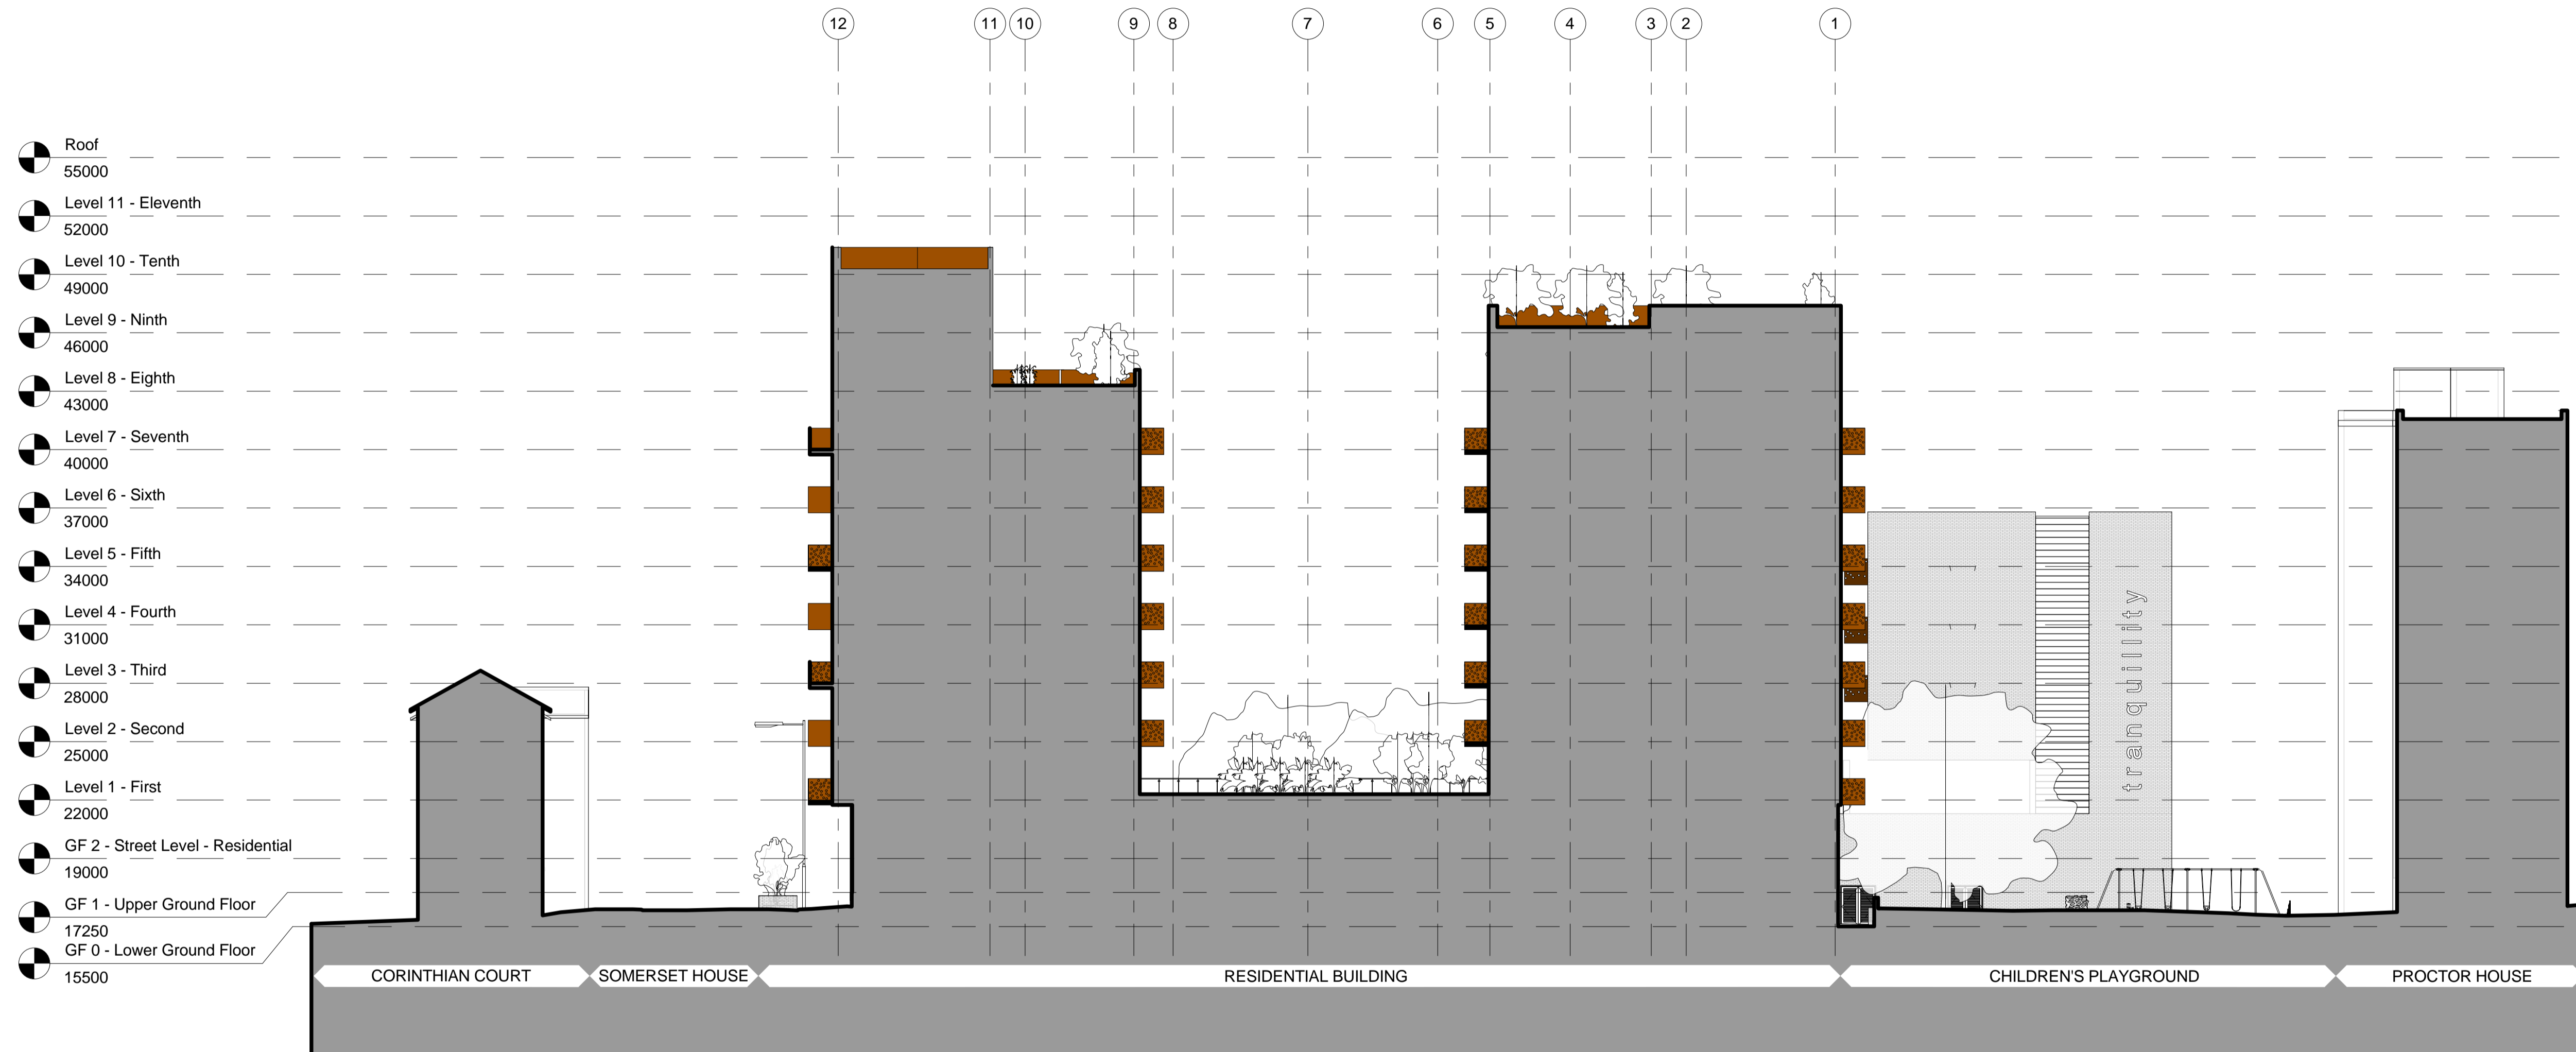 12
11
10
9
8
7
6
5
4
3
2
1
Roof
55000
Level 11 - Eleventh
52000
Level 10 - Tenth
49000
Level 9 - Ninth
46000
Level 8 - Eighth
43000
Level 7 - Seventh
40000
Level 6 - Sixth
37000
Level 5 - Fifth
34000
Level 4 - Fourth
31000
Level 3 - Third
28000
Level 2 - Second
25000
Level 1 - First
22000
GF 2 - Street Level - Residential
19000
GF 1 - Upper Ground Floor
17250
GF 0 - Lower Ground Floor
15500
tranquility
CORINTHIAN COURT
SOMERSET HOUSE
RESIDENTIAL BUILDING
CHILDREN'S PLAYGROUND
PROCTOR HOUSE